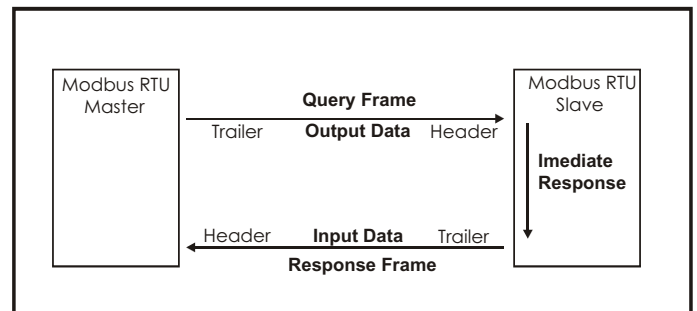 Modbus RTU
Master
Query Frame
Trailer Output Data Header
Modbus RTU
Slave
Imediate
Response
Header Input Data Trailer
Response Frame